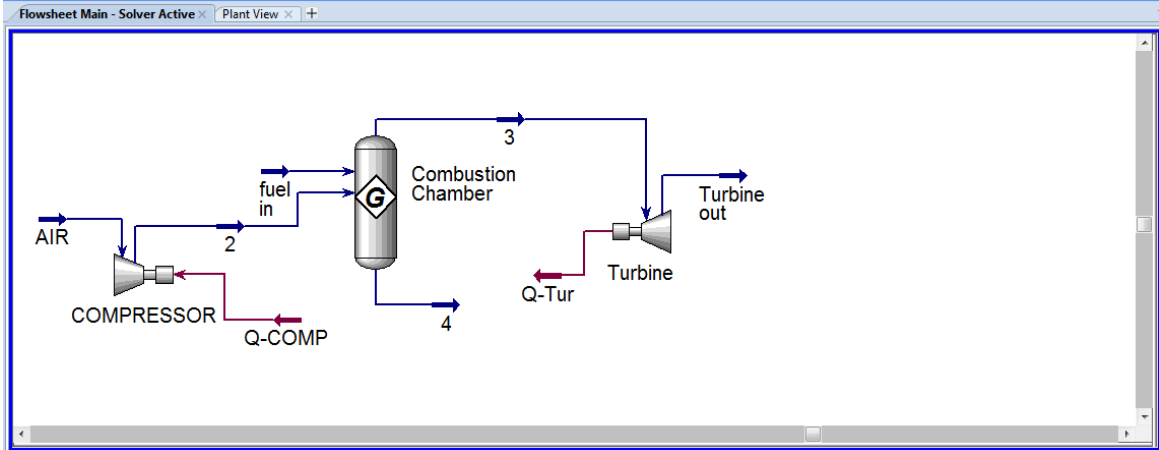 Flowsheet Main - Solver Active × Plant View × +
3
Combustion
Chamber
fuel
in
Turbine
out
AIR
2
G
Turbine
Q-Tur
COMPRESSOR
4
Q-COMP